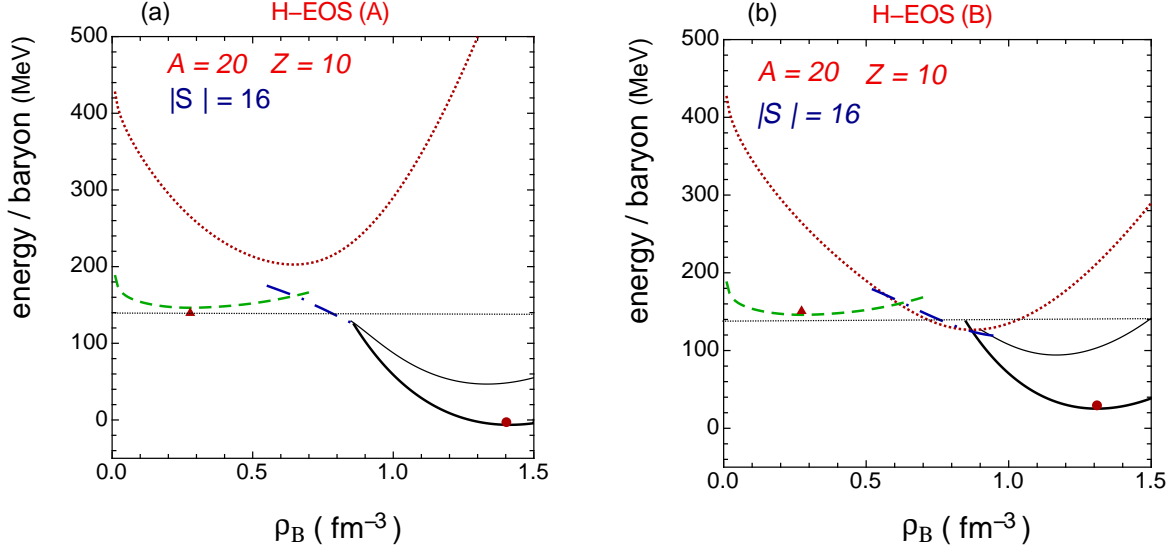 (a)
H–EOS (A)
A = 20 Z = 10
|S | = 16
energy / baryon (MeV)
500
400
300
200
100
0
0.0 0.5 1.0 1.5
ρB ( fm–3)
(b)
H–EOS (B)
A = 20 Z = 10
|S | = 16
energy / baryon (MeV)
500
400
300
200
100
0
0.0 0.5 1.0 1.5
ρB ( fm–3)